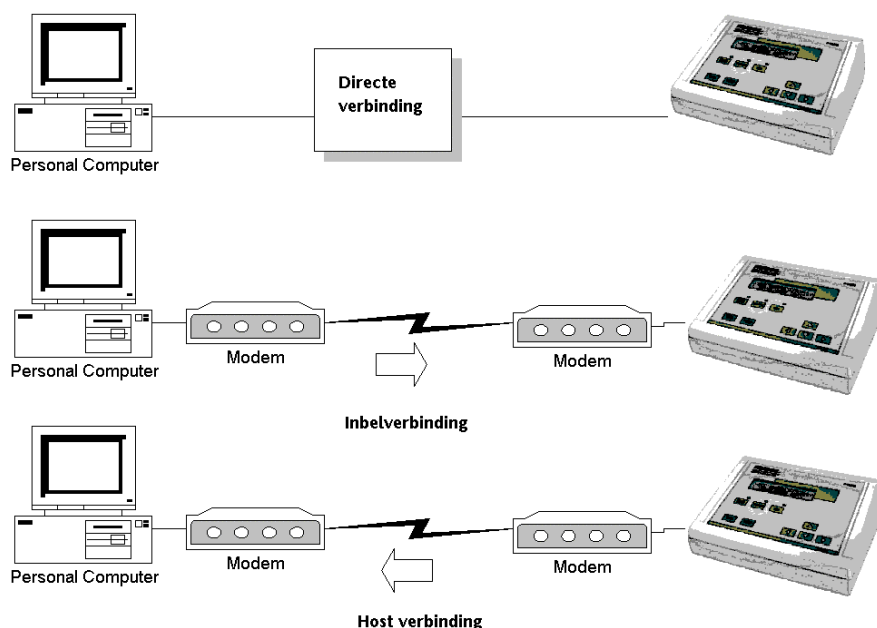 Directe
verbinding
Personal Computer
Modem
Modem
Personal Computer
Inbelverbinding
Modem
Modem
Personal Computer
Host verbinding